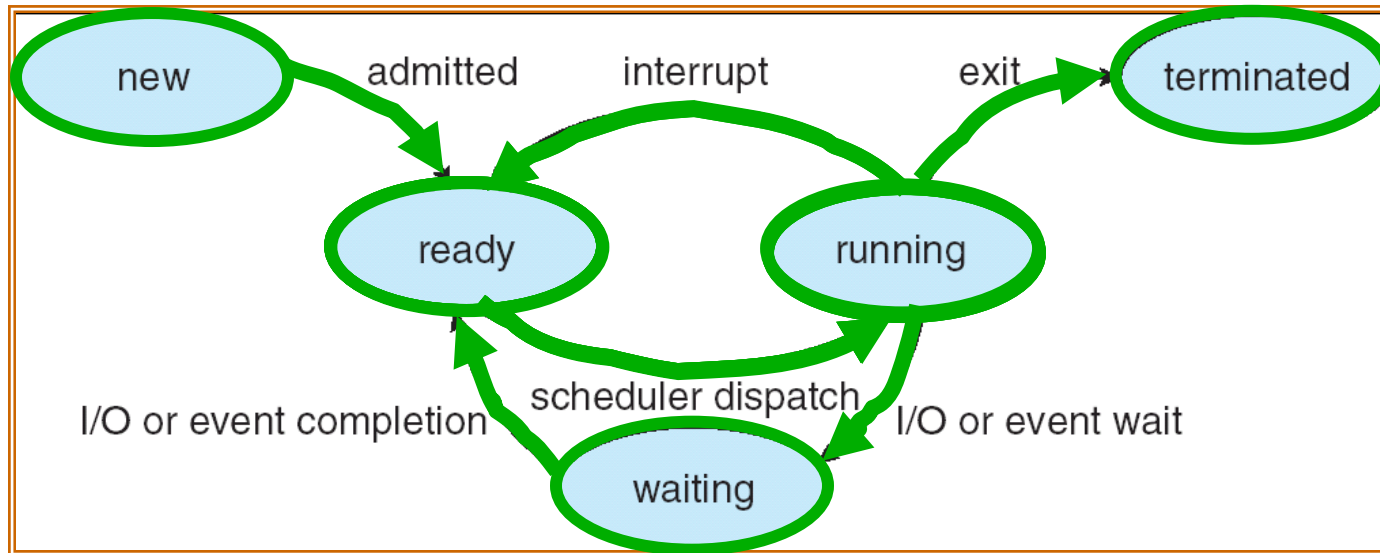 new
admitted
interrupt
exit
terminated
ready
running
scheduler dispatch
I/O or event completion
I/O or event wait
waiting